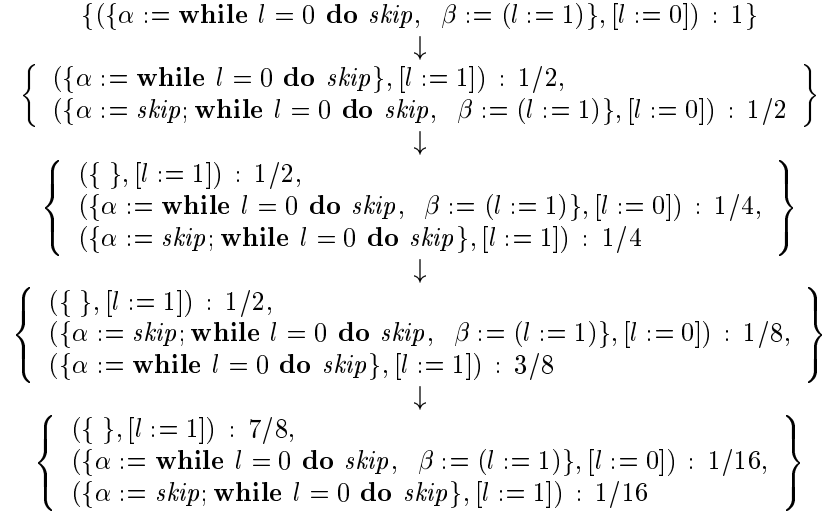 {({α := while l = 0 do skip, β := (l := 1)}, [l := 0]) : 1}
↓
({α := while l = 0 do skip}, [l := 1]) : 1/2,
({α := skip; while l = 0 do skip, β := (l := 1)}, [l := 0]) : 1/2
↓
({ }, [l := 1]) : 1/2,
({α := while l = 0 do skip, β := (l := 1)}, [l := 0]) : 1/4,
({α := skip; while l = 0 do skip}, [l := 1]) : 1/4
↓
({ }, [l := 1]) : 1/2,
({α := skip; while l = 0 do skip, β := (l := 1)}, [l := 0]) : 1/8,
({α := while l = 0 do skip}, [l := 1]) : 3/8
↓
({ }, [l := 1]) : 7/8,
({α := while l = 0 do skip, β := (l := 1)}, [l := 0]) : 1/16,
({α := skip; while l = 0 do skip}, [l := 1]) : 1/16